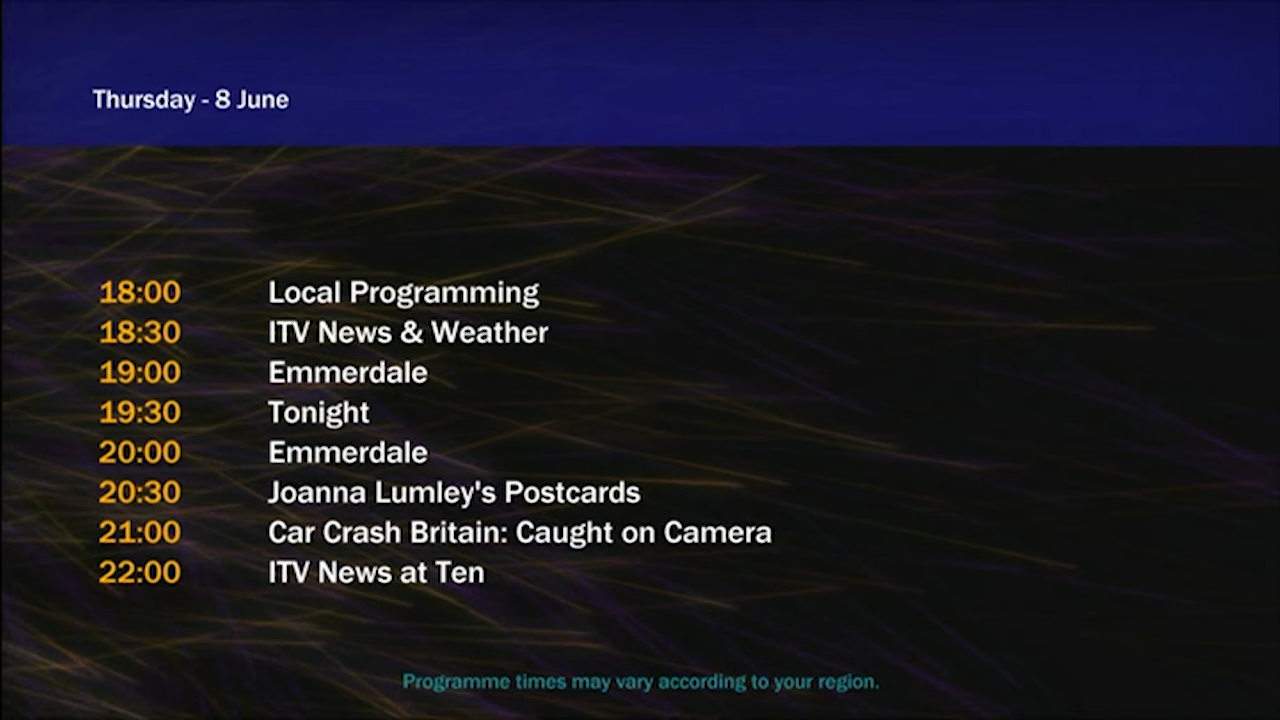 Thursday - 8 June
18:00 Local Programming
18:30 ITV News & Weather
19:00 Emmerdale
19:30 Tonight
20:00 Emmerdale
20:30 Joanna Lumley's Postcards
21:00 Car Crash Britain: Caught on Camera
22:00 ITV News at Ten
Programme times may vary according to your region.